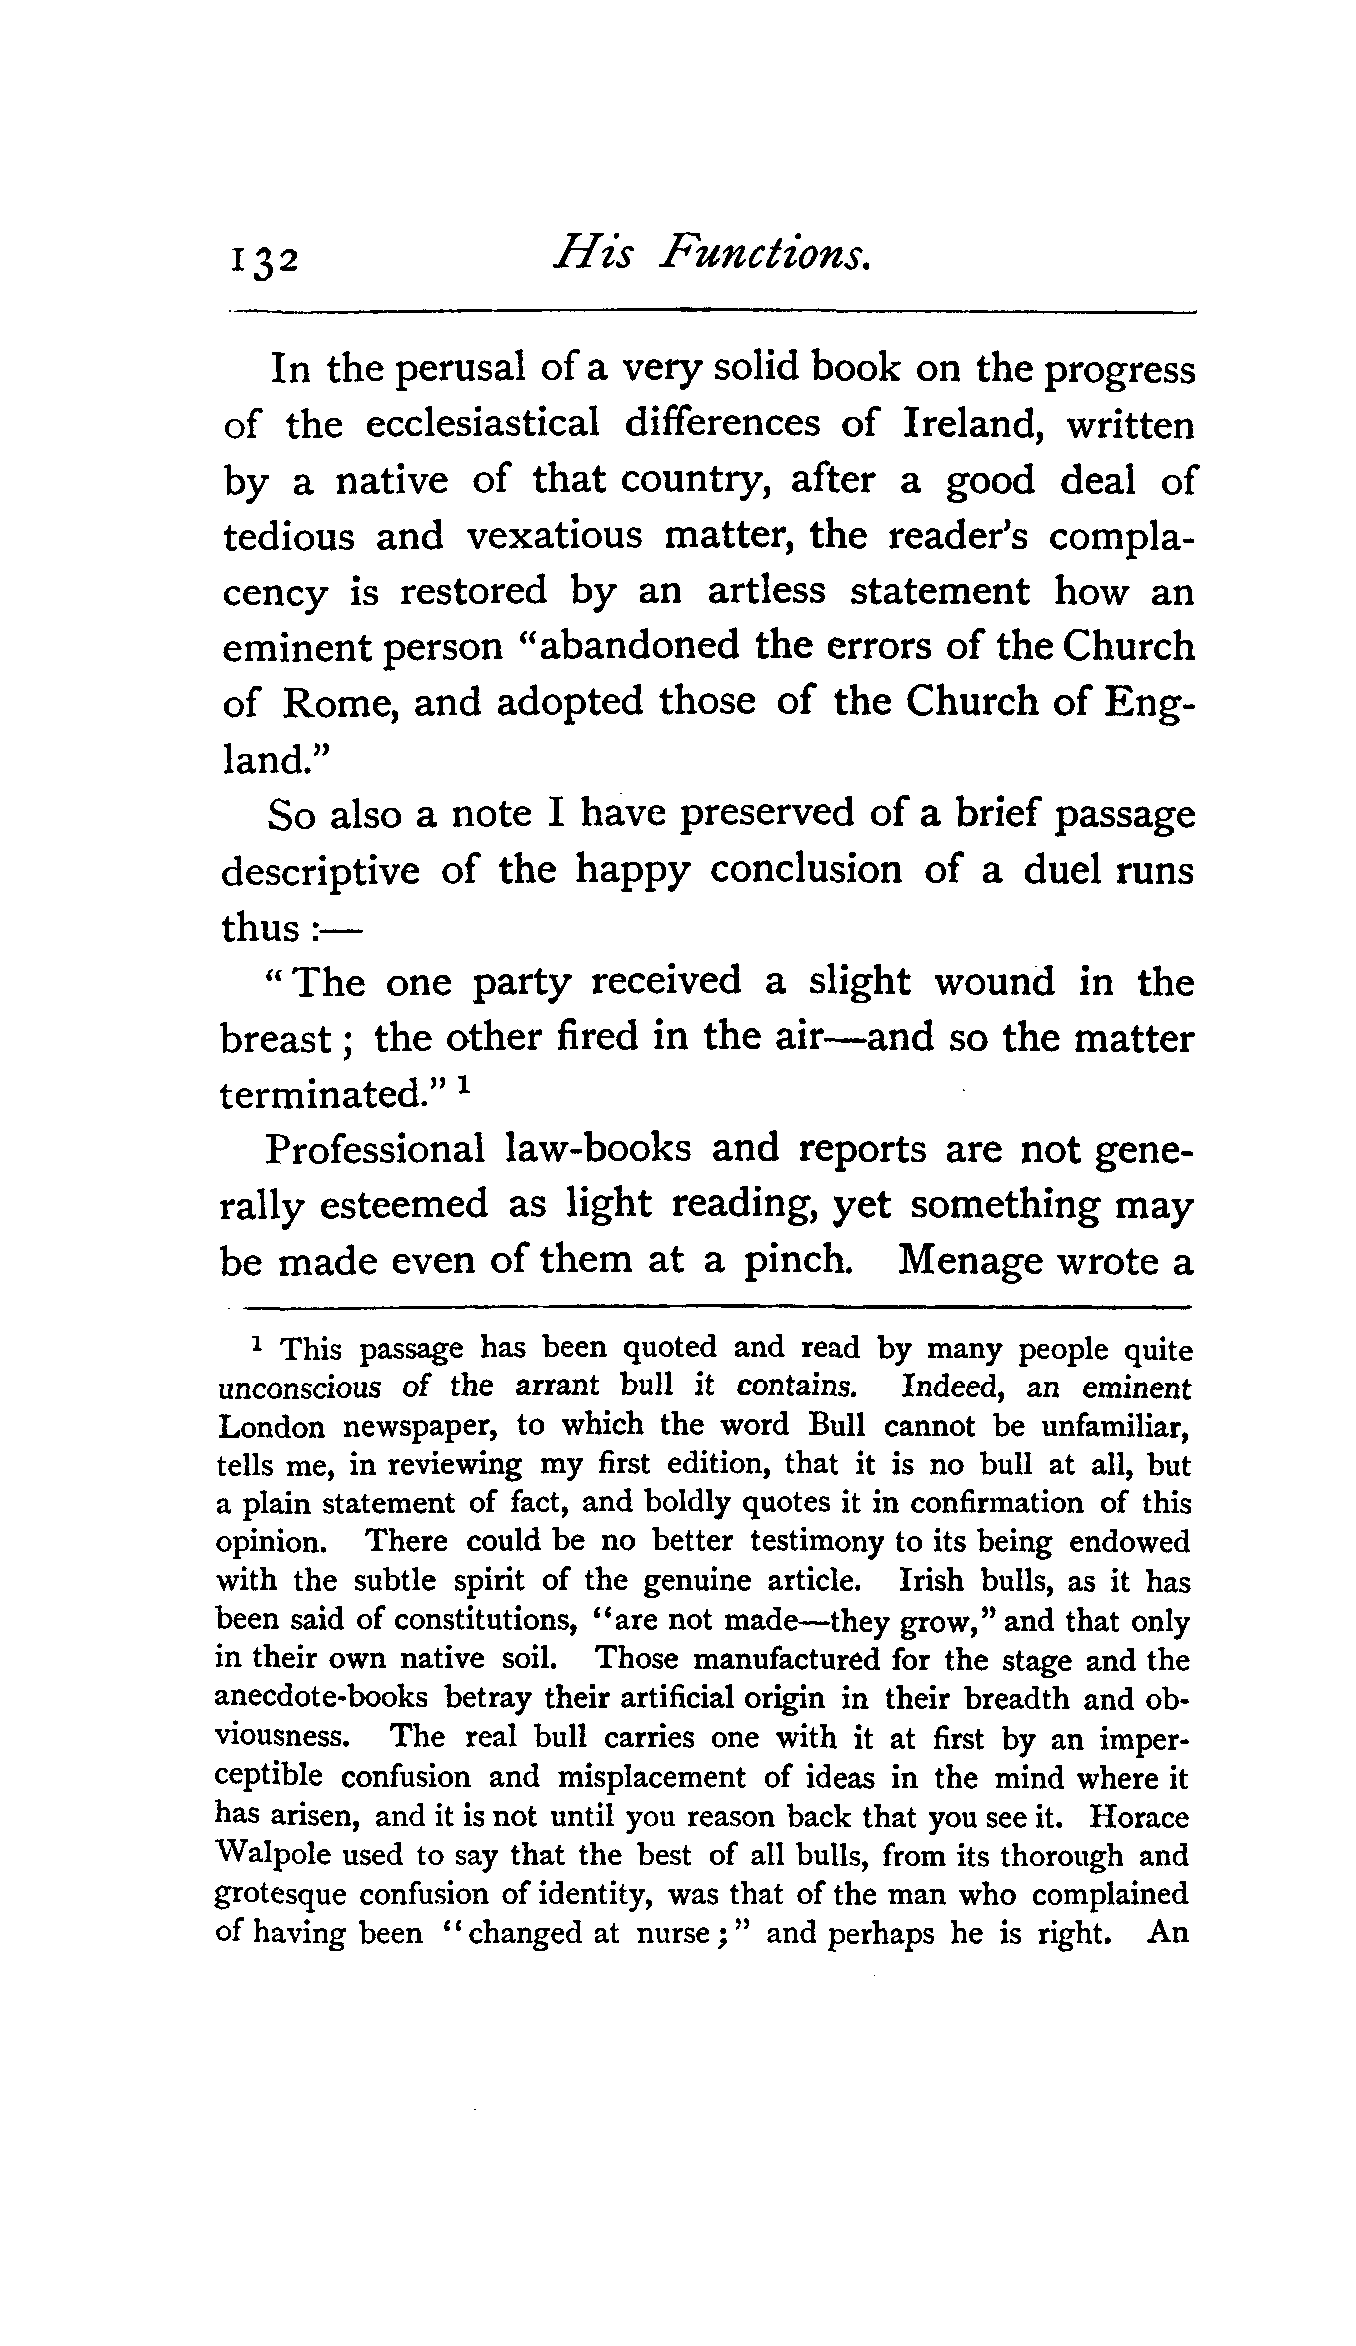 132 His Functions.
In the perusal of a very solid book on the progress
of the ecclesiastical differences of Ireland, written
by a native of that country, after a good deal of
tedious and vexatious matter, the reader's compla-
cency is restored by an artless statement how an
eminent person “abandoned the errors of the Church
of Rome, and adopted those of the Church of Eng-
land.”
So also a note I have preserved of a brief passage
descriptive of the happy conclusion of a duel runs
thus :—
“ The one party received a slight wound in the
breast ; the other fired in the air—and so the matter
terminated.” ¹
Professional law-books and reports are not gene-
rally esteemed as light reading, yet something may
be made even of them at a pinch. Menage wrote a
¹ This passage has been quoted and read by many people quite
unconscious of the arrant bull it contains. Indeed, an eminent
London newspaper, to which the word Bull cannot be unfamiliar,
tells me, in reviewing my first edition, that it is no bull at all, but
a plain statement of fact, and boldly quotes it in confirmation of this
opinion. There could be no better testimony to its being endowed
with the subtle spirit of the genuine article. Irish bulls, as it has
been said of constitutions, “are not made—they grow,” and that only
in their own native soil. Those manufactured for the stage and the
anecdote-books betray their artificial origin in their breadth and ob-
viousness. The real bull carries one with it at first by an imper-
ceptible confusion and misplacement of ideas in the mind where it
has arisen, and it is not until you reason back that you see it. Horace
Walpole used to say that the best of all bulls, from its thorough and
grotesque confusion of identity, was that of the man who complained
of having been “changed at nurse ;” and perhaps he is right. An